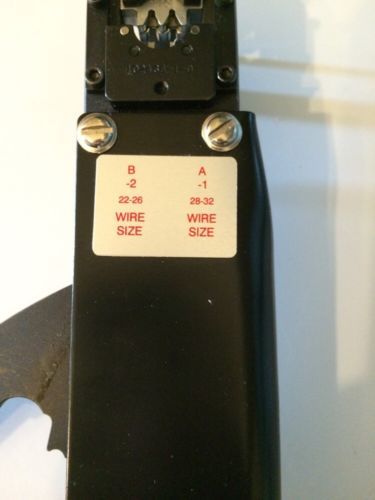 B A
-2 -1
22-26 28-32
WIRE WIRE
SIZE SIZE